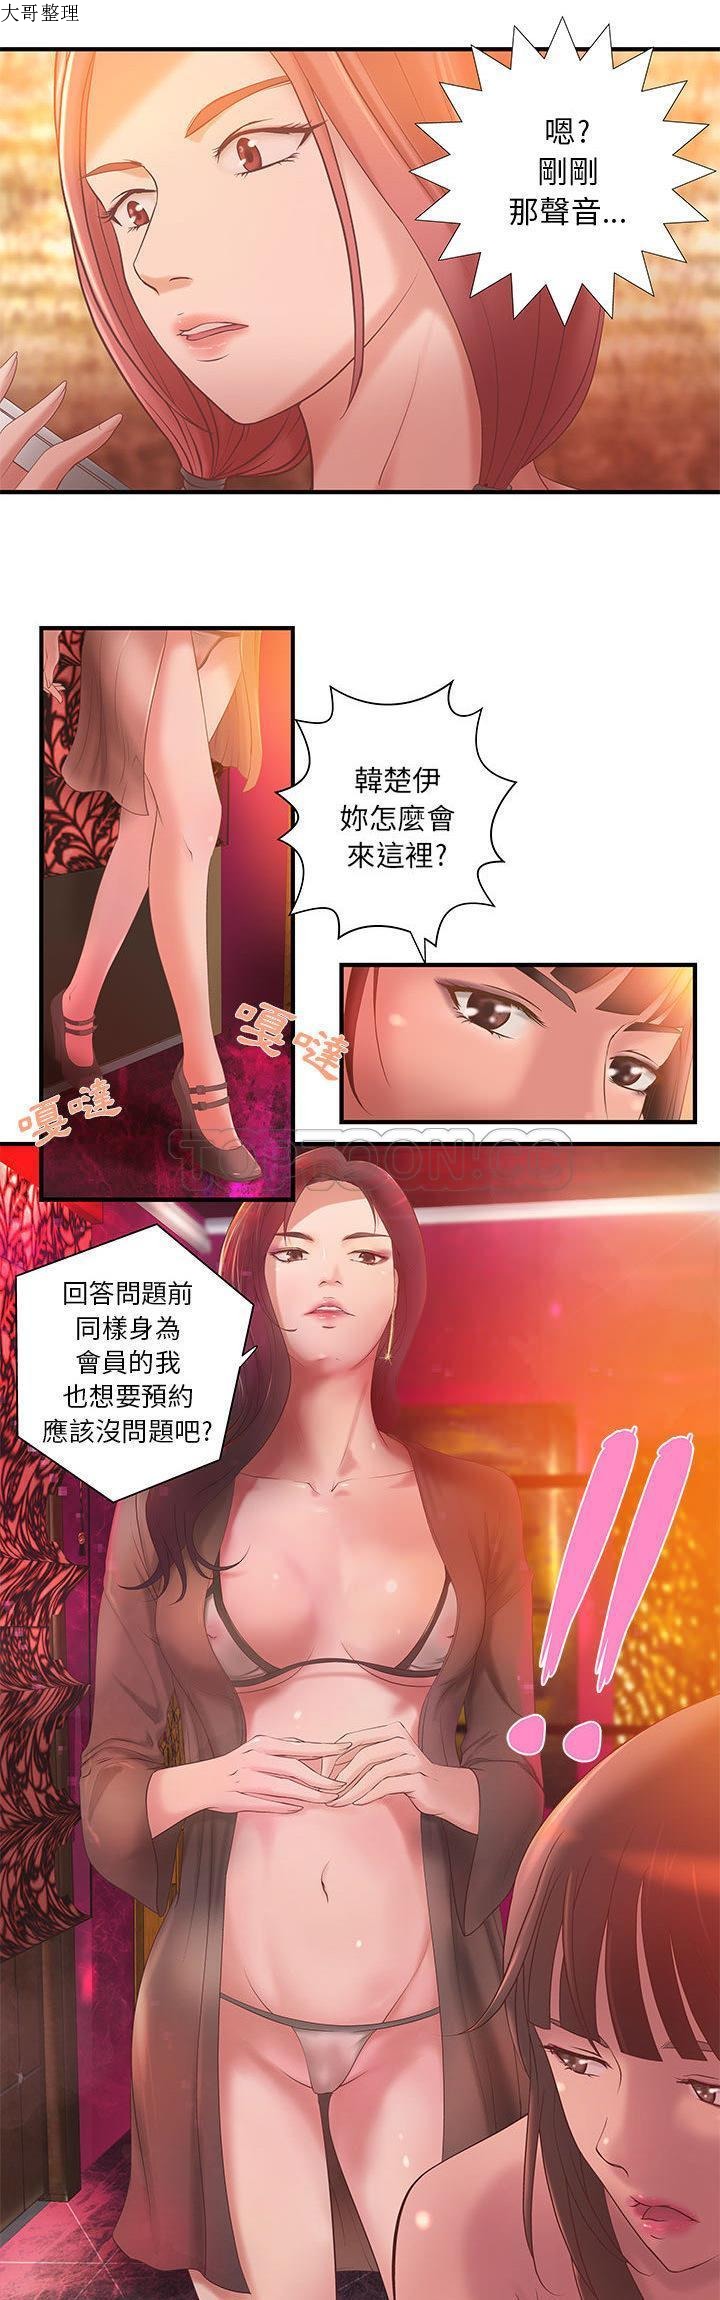 大哥整理
嗯?
剛剛
那聲音...
韓楚伊
妳怎麼會
來這裡?
嘎噠
嘎噠
TOPTOON.CC
回答問題前
同樣身為
會員的我
也想要預約
應該沒問題吧?
!!